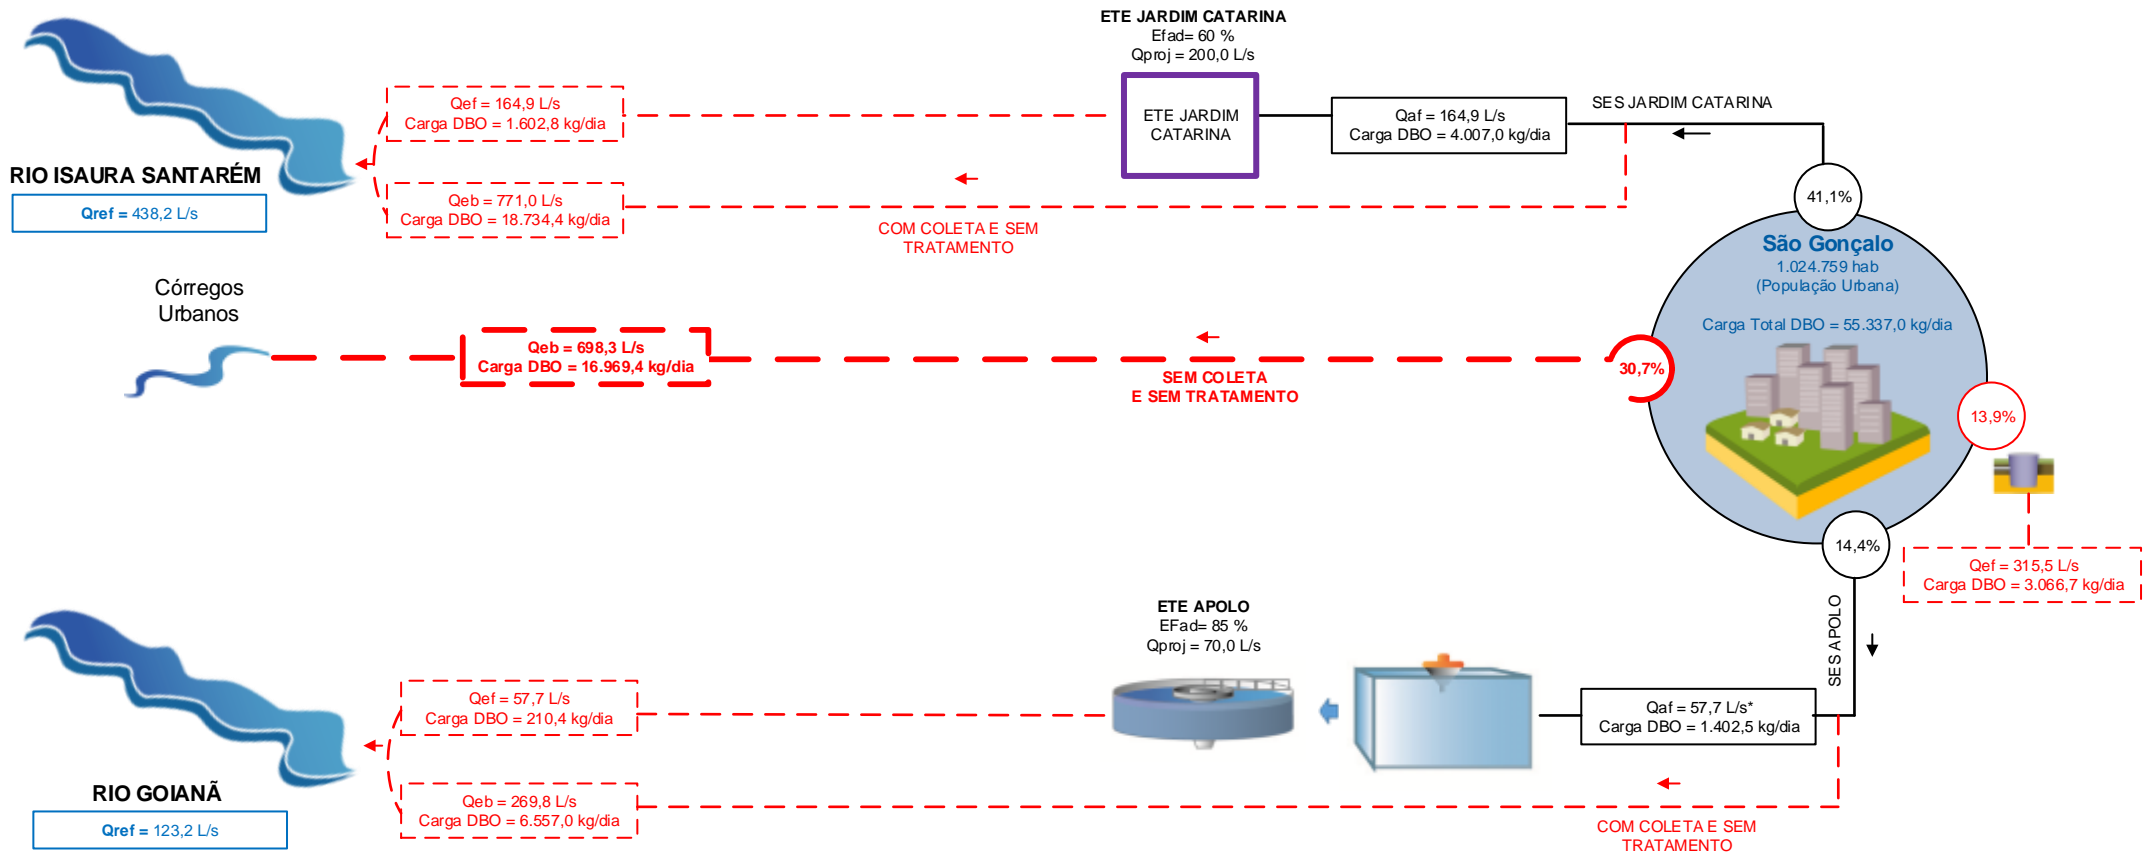 ETE JARDIM CATARINA
Efad= 60 %
Qproj = 200,0 L/s
ETE JARDIM
CATARINA
Qef = 164,9 L/s
Carga DBO = 1.602,8 kg/dia
Qaf = 164,9 L/s
Carga DBO = 4.007,0 kg/dia
SES JARDIM CATARINA
RIO ISAURA SANTARÉM
Qref = 438,2 L/s
Qeb = 771,0 L/s
Carga DBO = 18.734,4 kg/dia
COM COLETA E SEM
TRATAMENTO
41,1%
São Gonçalo
1.024.759 hab
(População Urbana)
Carga Total DBO = 55.337,0 kg/dia
Córregos
Urbanos
Qeb = 698,3 L/s
Carga DBO = 16.969,4 kg/dia
SEM COLETA
E SEM TRATAMENTO
30,7%
13,9%
Qef = 315,5 L/s
Carga DBO = 3.066,7 kg/dia
14,4%
SES APOLO
ETE APOLO
EFad= 85 %
Qproj = 70,0 L/s
Qef = 57,7 L/s
Carga DBO = 210,4 kg/dia
Qaf = 57,7 L/s*
Carga DBO = 1.402,5 kg/dia
RIO GOIANÃ
Qref = 123,2 L/s
Qeb = 269,8 L/s
Carga DBO = 6.557,0 kg/dia
COM COLETA E SEM
TRATAMENTO